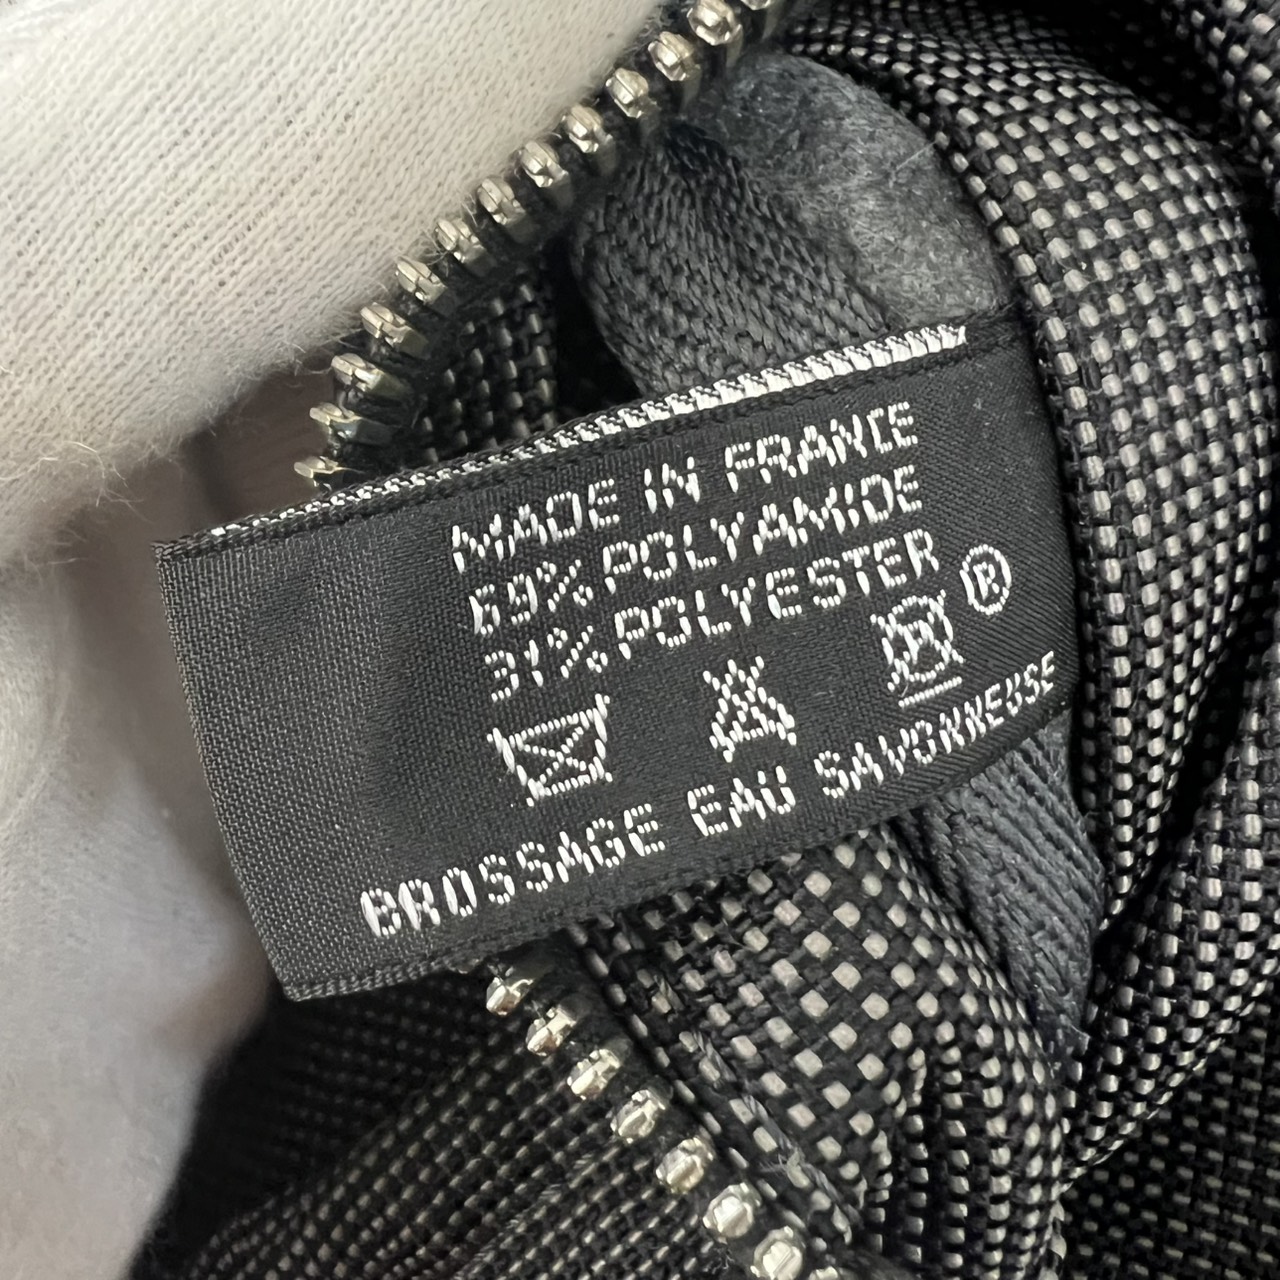 MADE IN FRANCE
69% POLYAMIDE
31% POLYESTER
P ®
BROSSAGE EAU SAVONNEUSE